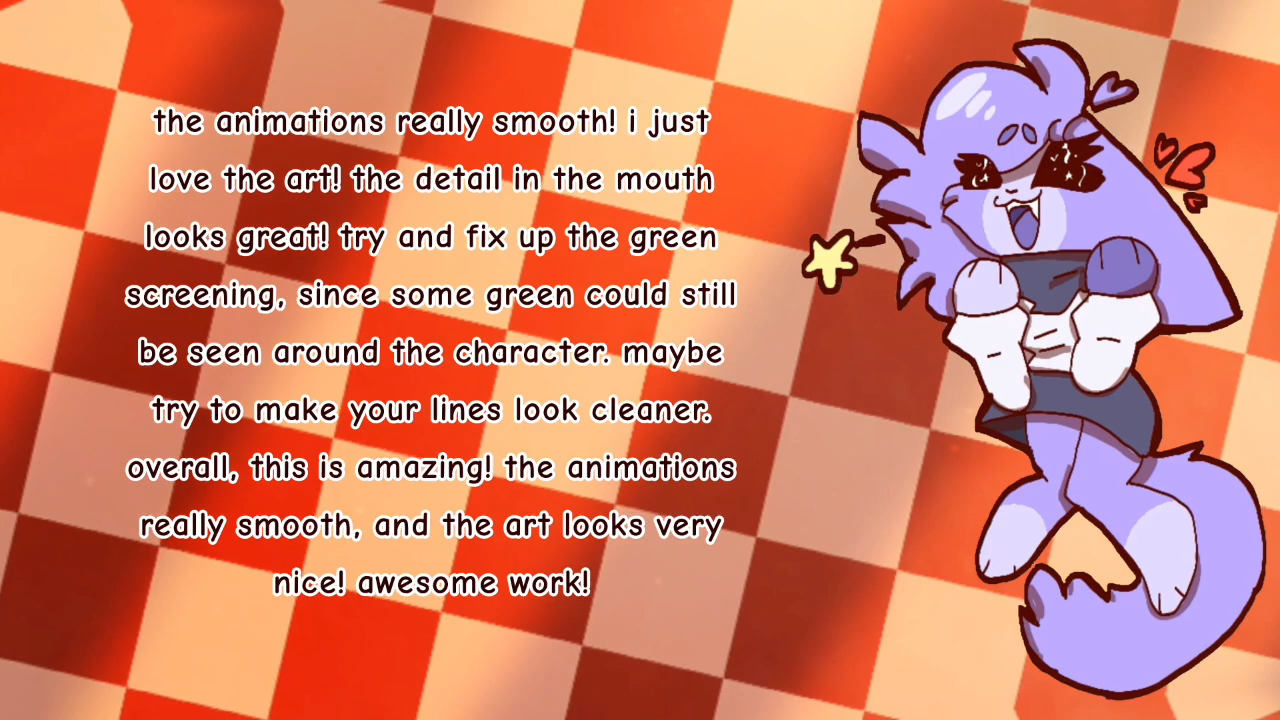 the animations really smooth! i just
love the art! the detail in the mouth
looks great! try and fix up the green
screening, since some green could still
be seen around the character. maybe
try to make your lines look cleaner.
overall, this is amazing! the animations
really smooth, and the art looks very
nice! awesome work!